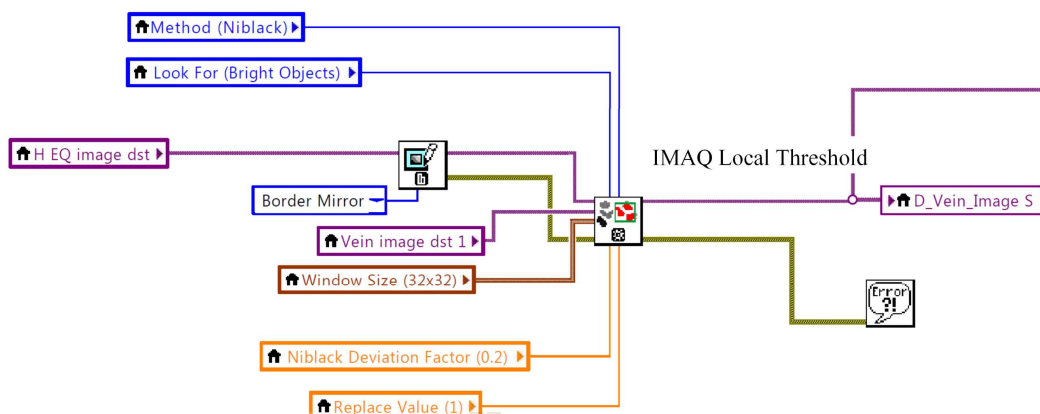 Method (Niblack)
Look For (Bright Objects)
H EQ image dst
IMAQ Local Threshold
Border Mirror
D_Vein_Image S
Vein image dst 1
Window Size (32x32)
Error
?!
Niblack Deviation Factor (0.2)
Replace Value (1)